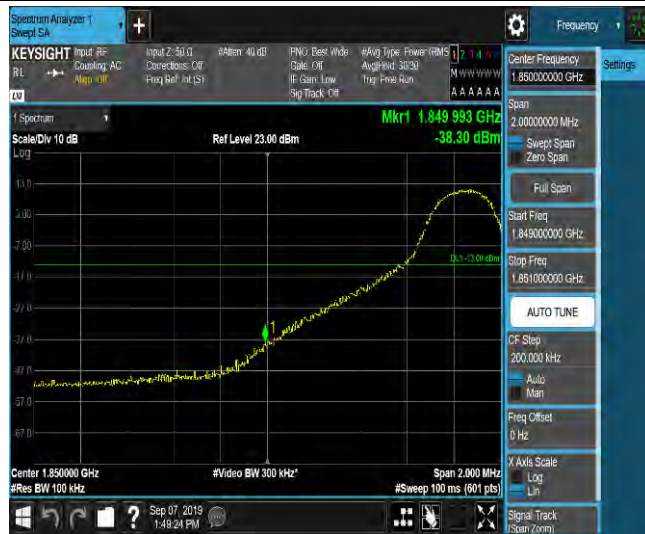 Spectrum Analyzer 1
Swept SA
+
Frequency
KEYSIGHT Input: RF
RL
Coupling: AC
Align: Off
Input Z: 50 Ω
Corrections: Off
Freq Ref: Int (S)
#Atten: 40 dB
PNO: Best Wide
Gate: Off
IF Gain: Low
Sig Track: Off
#Avg Type: Power (RMS
Avg|Hold: 30/30
Trig: Free Run
M W W W W W
A A A A A A
LV
1 Spectrum
Scale/Div 10 dB
Log
Ref Level 23.00 dBm
Mkr1 1.849 993 GHz
-38.30 dBm
13.0
3.00
-7.00
-17.0
-27.0
-37.0
-47.0
-57.0
-67.0
DL1 -13.00 dBm
1
Center 1.850000 GHz
#Res BW 100 kHz
#Video BW 300 kHz*
Span 2.000 MHz
#Sweep 100 ms (601 pts)
Sep 07, 2019
1:49:24 PM
?
Center Frequency
1.850000000 GHz
Settings
Span
2.00000000 MHz
Swept Span
Zero Span
Full Span
Start Freq
1.849000000 GHz
Stop Freq
1.851000000 GHz
AUTO TUNE
CF Step
200.000 kHz
Auto
Man
Freq Offset
0 Hz
X Axis Scale
Log
Lin
Signal Track
(Span Zoom)